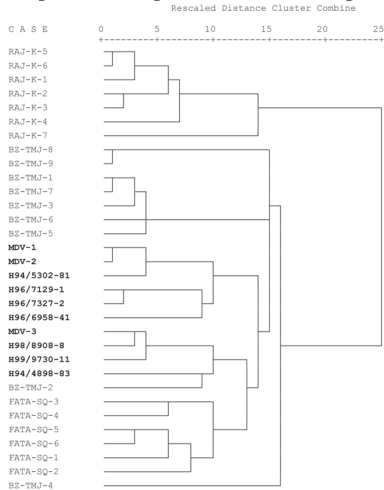 Rescaled Distance Cluster Combine
C A S E 0 5 10 15 20 25
RAJ-K-5
RAJ-K-6
RAJ-K-1
RAJ-K-2
RAJ-K-3
RAJ-K-4
RAJ-K-7
BZ-TMJ-8
BZ-TMJ-9
BZ-TMJ-1
BZ-TMJ-7
BZ-TMJ-3
BZ-TMJ-6
BZ-TMJ-5
MDV-1
MDV-2
H94/5302-81
H96/7129-1
H96/7327-2
H96/6958-41
MDV-3
H98/8908-8
H99/9730-11
H94/4898-83
BZ-TMJ-2
FATA-SQ-3
FATA-SQ-4
FATA-SQ-5
FATA-SQ-6
FATA-SQ-1
FATA-SQ-2
BZ-TMJ-4